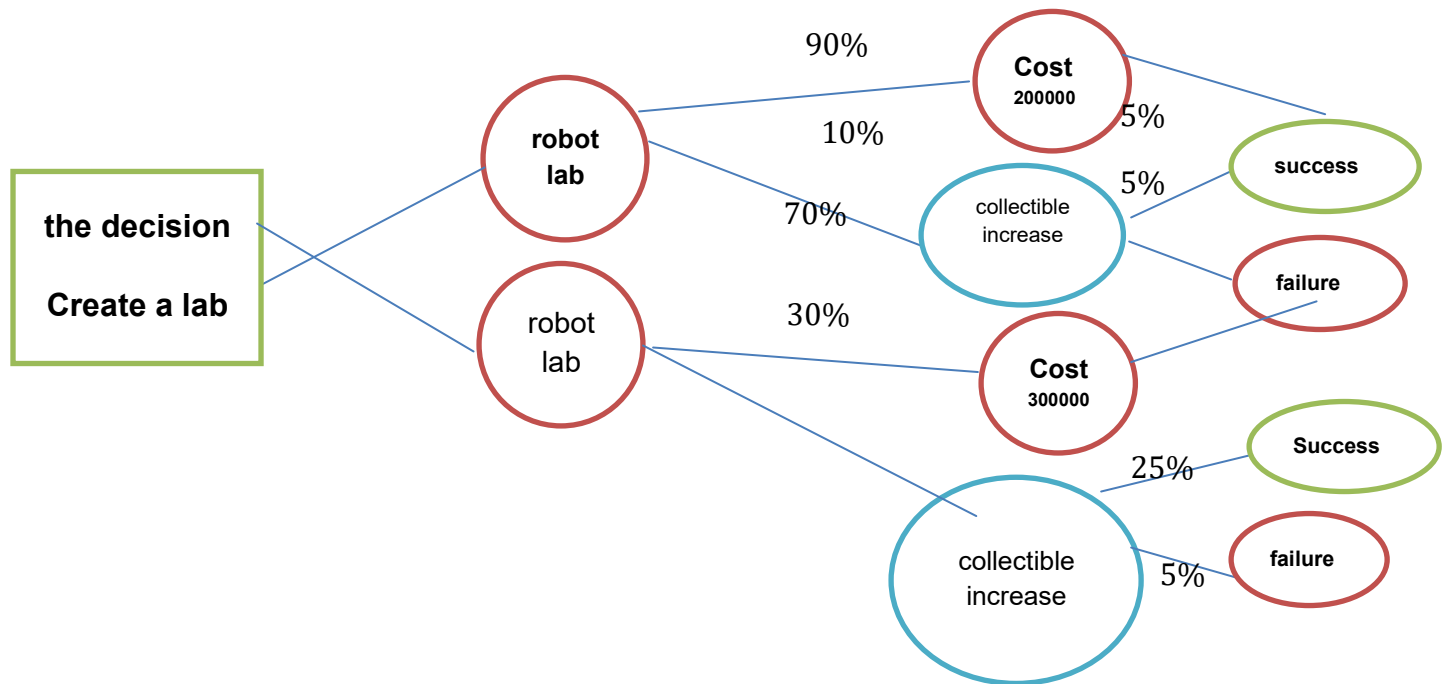 90%
Cost
200000
5%
10%
robot
lab
success
5%
collectible
increase
70%
the decision
Create a lab
failure
30%
robot
lab
Cost
300000
Success
25%
collectible
increase
failure
5%